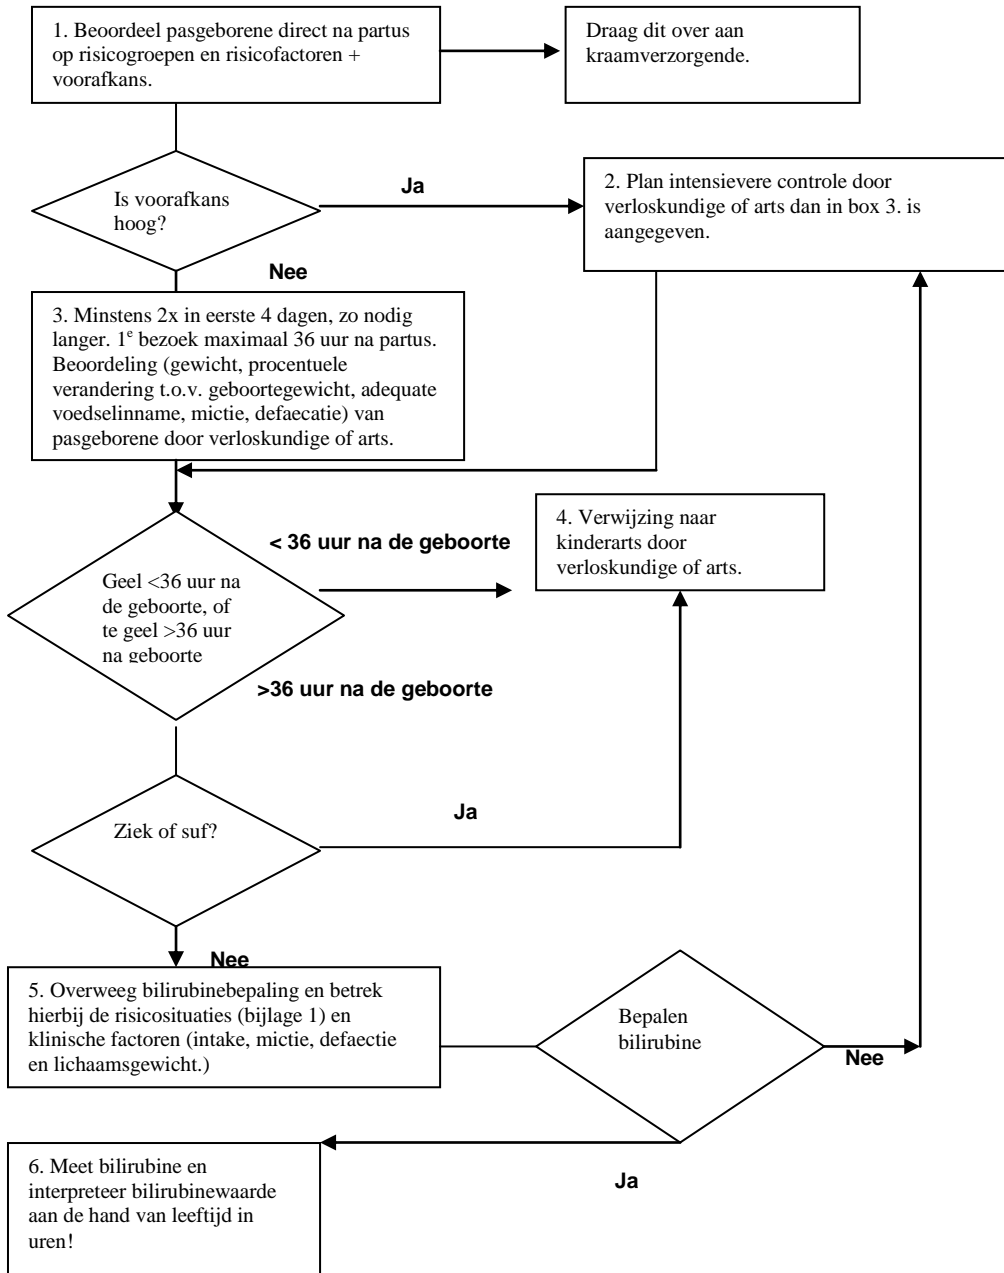 1. Beoordeel pasgeborene direct na partus
op risicogroepen en risicofactoren +
voorafkans.
Draag dit over aan
kraamverzorgende.
Is voorafkans
hoog?
Ja
2. Plan intensievere controle door
verloskundige of arts dan in box 3. is
aangegeven.
Nee
3. Minstens 2x in eerste 4 dagen, zo nodig
langer. 1e bezoek maximaal 36 uur na partus.
Beoordeling (gewicht, procentuele
verandering t.o.v. geboortegewicht, adequate
voedselinname, mictie, defaecatie) van
pasgeborene door verloskundige of arts.
< 36 uur na de geboorte
4. Verwijzing naar
kinderarts door
verloskundige of arts.
Geel <36 uur na
de geboorte, of
te geel >36 uur
na geboorte
>36 uur na de geboorte
Ziek of suf?
Ja
Nee
5. Overweeg bilirubinebepaling en betrek
hierbij de risicosituaties (bijlage 1) en
klinische factoren (intake, mictie, defaectie
en lichaamsgewicht.)
Bepalen
bilirubine
Nee
Ja
6. Meet bilirubine en
interpreteer bilirubinewaarde
aan de hand van leeftijd in
uren!